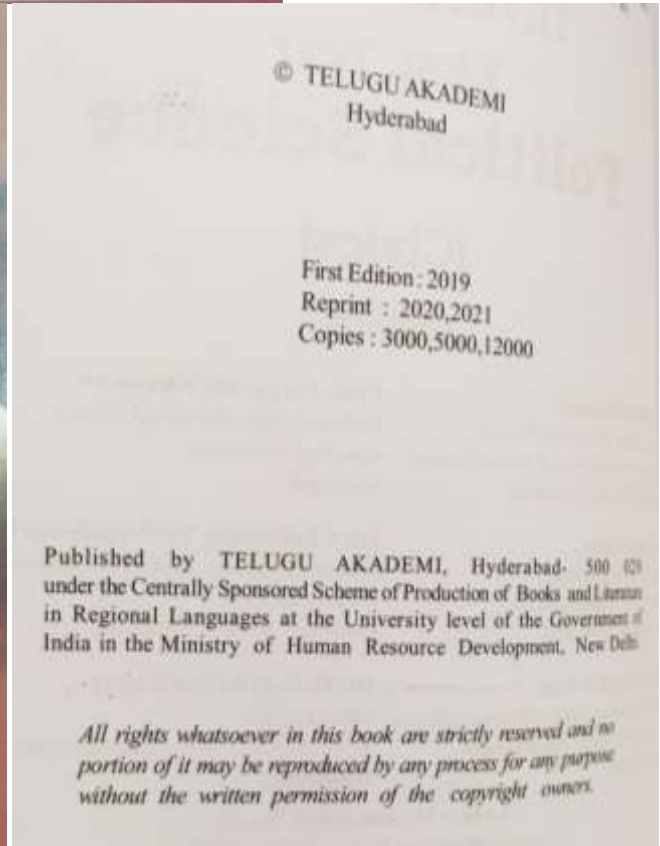 © TELUGU AKADEMI
Hyderabad
First Edition : 2019
Reprint : 2020,2021
Copies : 3000,5000,12000
Published by TELUGU AKADEMI, Hyderabad- 500
under the Centrally Sponsored Scheme of Production of Books and Literature
in Regional Languages at the University level of the Government of
India in the Ministry of Human Resource Development, New Delhi
All rights whatsoever in this book are strictly reserved and no
portion of it may be reproduced by any process for any purpose
without the written permission of the copyright owners.